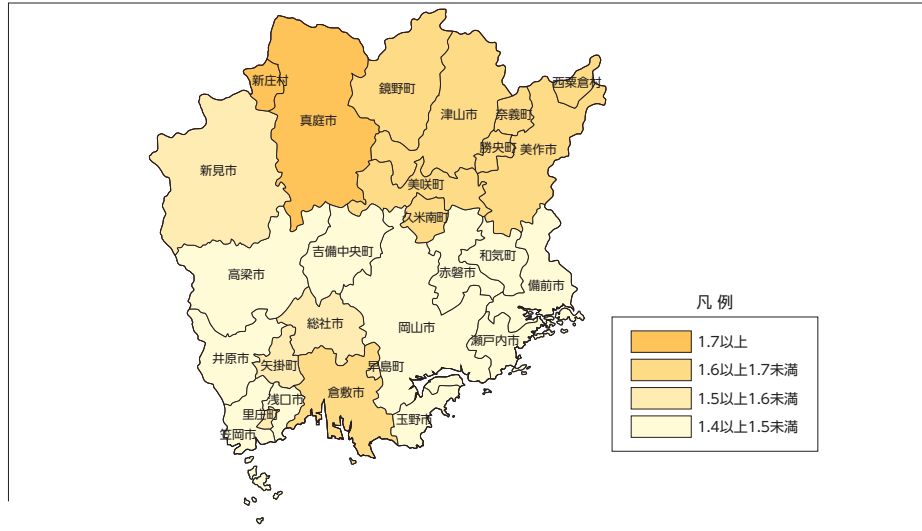 新庄村
真庭市
鏡野町
津山市
奈義町
西粟倉村
勝央町
美作市
新見市
美咲町
久米南町
吉備中央町
高梁市
赤磐市
和気町
備前市
総社市
岡山市
瀬戸内市
井原市
矢掛町
早島町
倉敷市
浅口市
里庄町
笠岡市
玉野市
凡例
1.7以上
1.6以上1.7未満
1.5以上1.6未満
1.4以上1.5未満